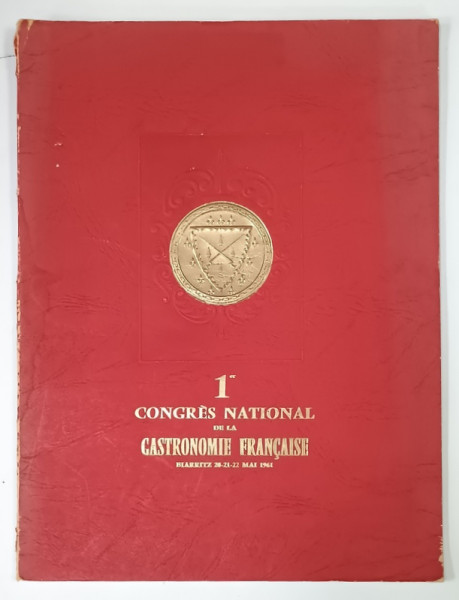 1er
CONGRÈS NATIONAL
DE LA
GASTRONOMIE FRANÇAISE
BIARRITZ 20-21-22 MAI 1964